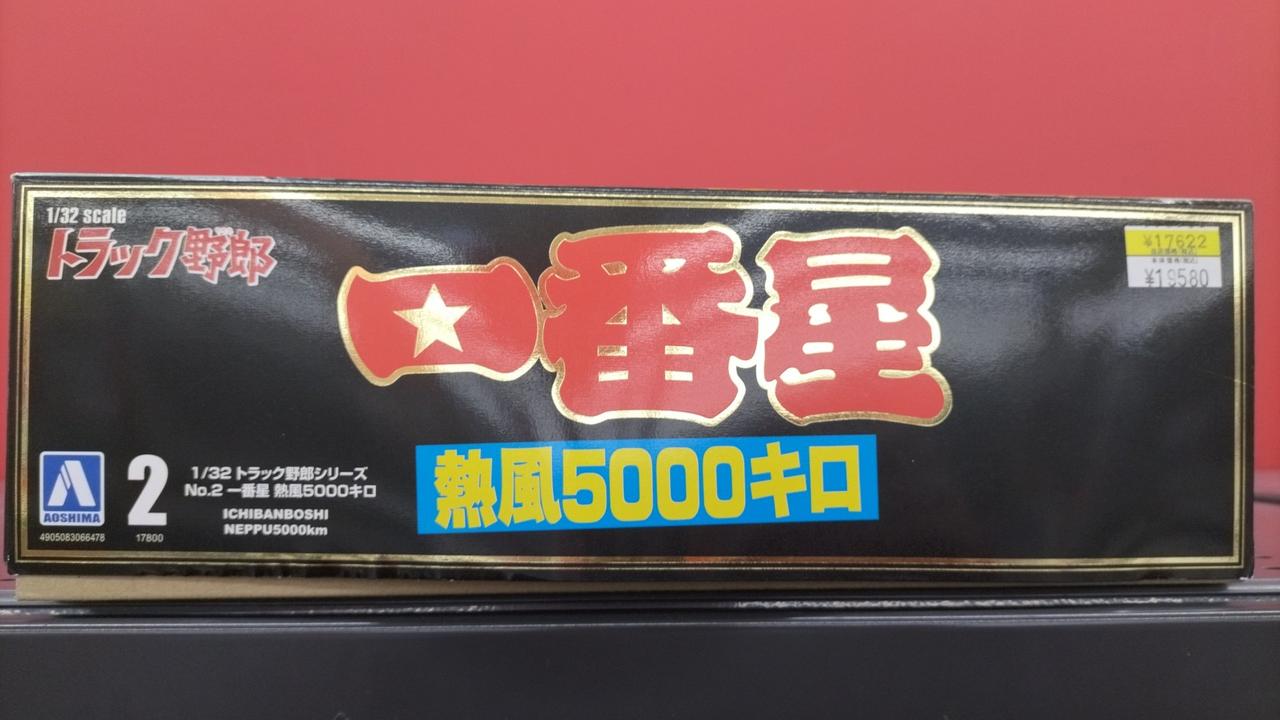 1/32 scale
トラック野郎
一番星
¥17622
¥19580
熱風5000キロ
AOSHIMA
2
1/32 トラック野郎シリーズ
No.2 一番星 熱風5000キロ
ICHIBANBOSHI
NEPPU5000km
4905083066478
17800